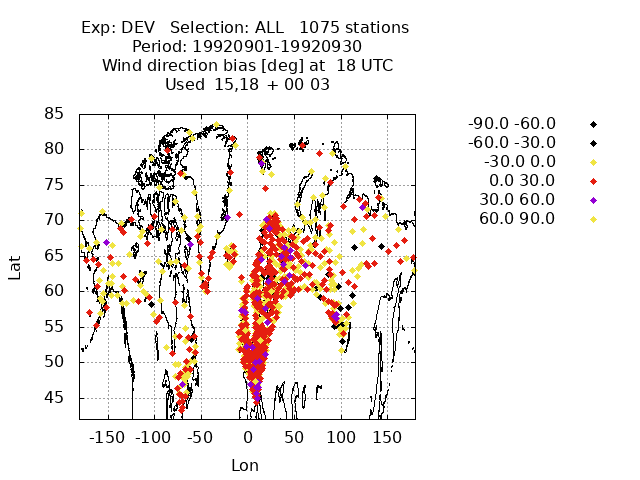 Exp: DEV   Selection: ALL   1075 stations
Period: 19920901-19920930
Wind direction bias [deg] at  18 UTC
Used  15,18 + 00 03
85
80
75
70
65
60
55
50
45
Lat
-150 -100 -50 0 50 100 150
Lon
-90.0 -60.0
-60.0 -30.0
-30.0 0.0
0.0 30.0
30.0 60.0
60.0 90.0